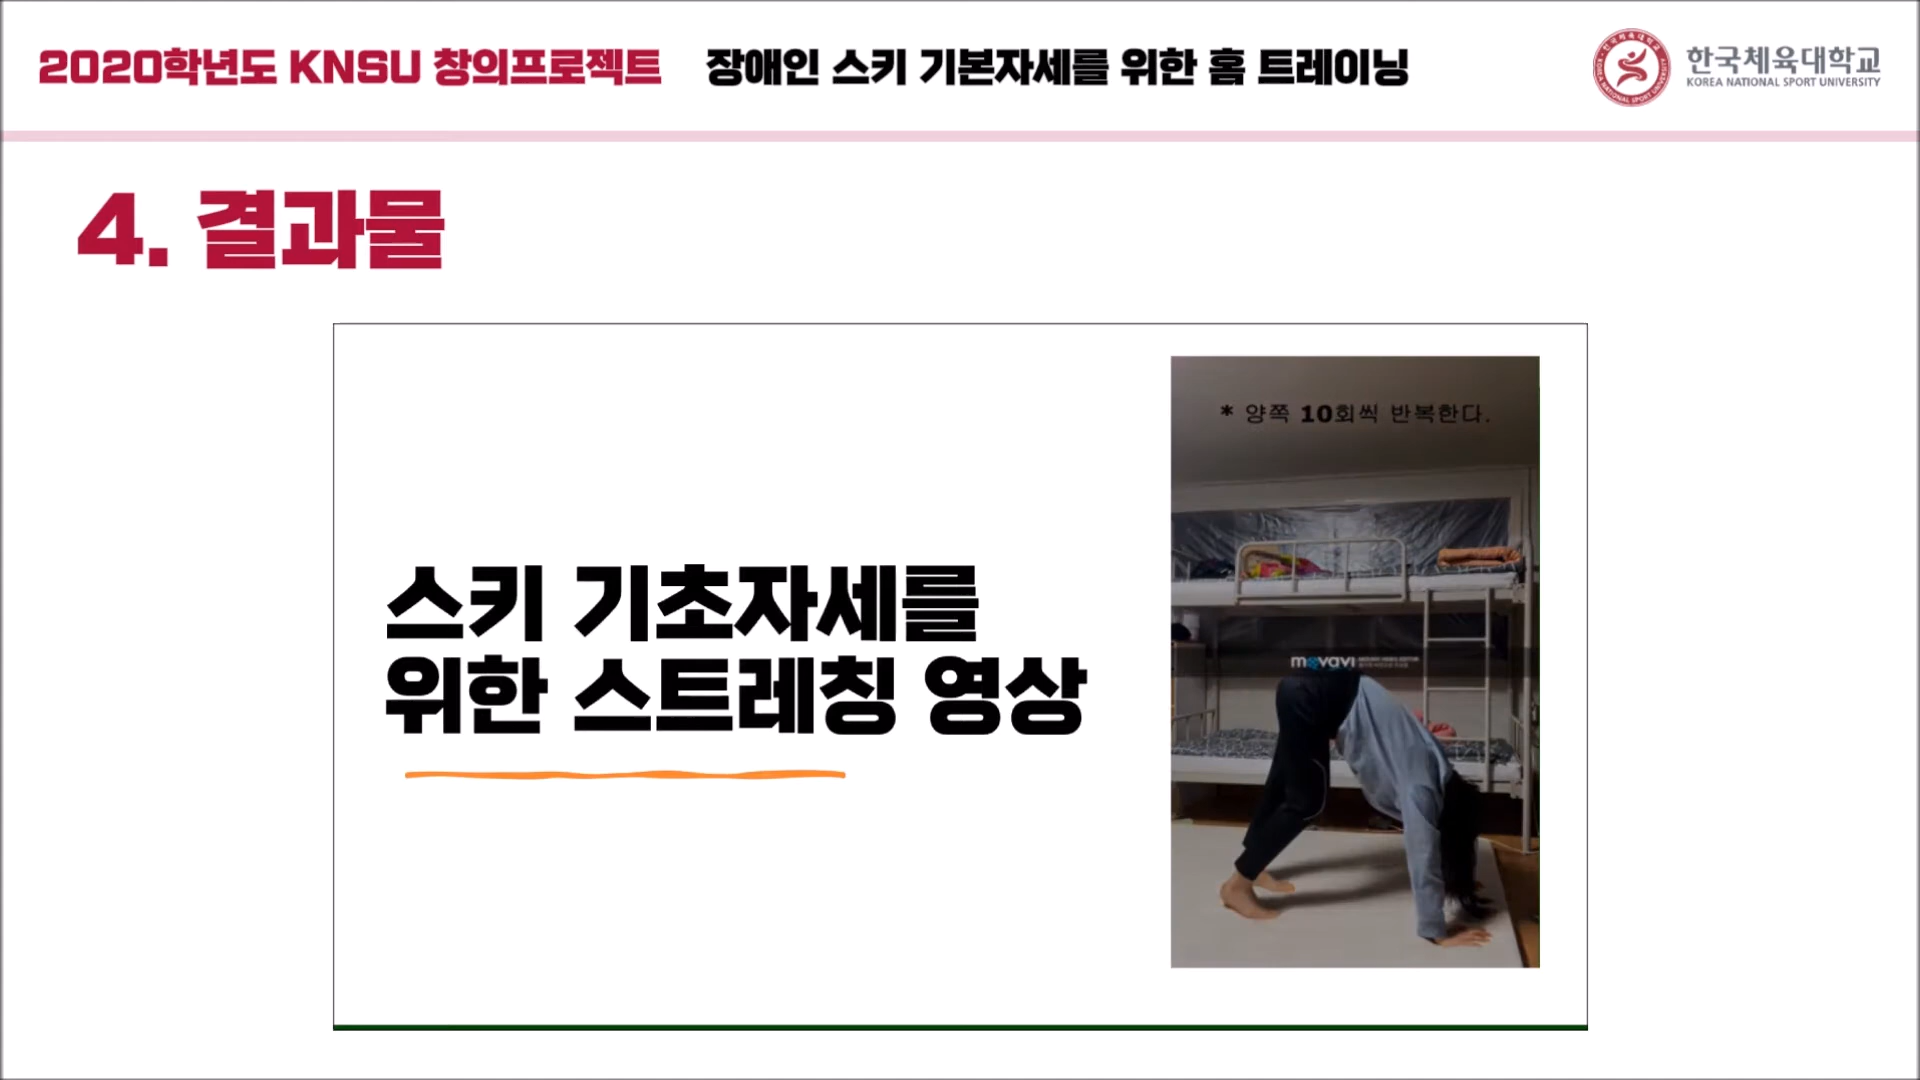 2020학년도 KNSU 창의프로젝트 장애인 스키 기본자세를 위한 홈 트레이닝
한국체육대학교
KOREA NATIONAL SPORT UNIVERSITY
4. 결과물
* 양쪽 10회씩 반복한다.
스키 기초자세를
위한 스트레칭 영상
movavi